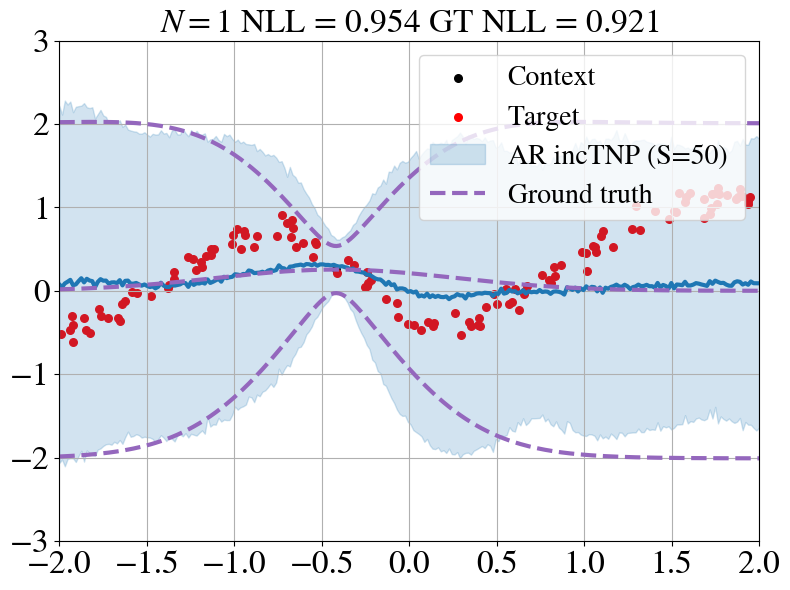 N = 1 NLL = 0.954 GT NLL = 0.921
3
2
1
0
−1
−2
−3
Context
Target
AR incTNP (S=50)
Ground truth
−2.0 −1.5 −1.0 −0.5 0.0 0.5 1.0 1.5 2.0